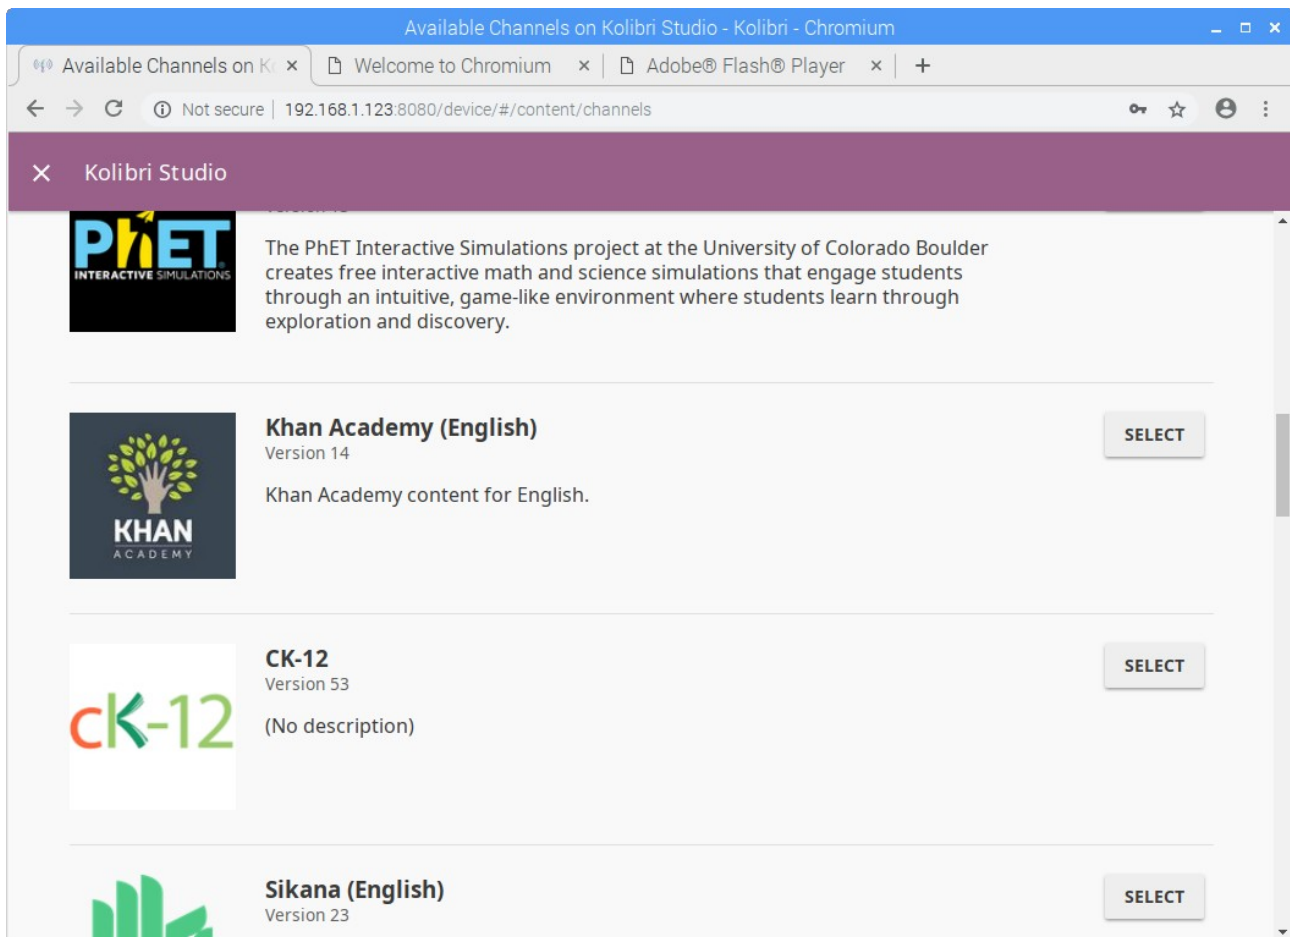 Available Channels on Kolibri Studio - Kolibri - Chromium
Available Channels on
Welcome to Chromium
Adobe® Flash® Player
Not secure | 192.168.1.123:8080/device/#/content/channels
Kolibri Studio
PhET
INTERACTIVE SIMULATIONS
The PhET Interactive Simulations project at the University of Colorado Boulder
creates free interactive math and science simulations that engage students
through an intuitive, game-like environment where students learn through
exploration and discovery.
KHAN
ACADEMY
Khan Academy (English)
Version 14
Khan Academy content for English.
SELECT
cK-12
CK-12
Version 53
(No description)
SELECT
Sikana (English)
Version 23
SELECT